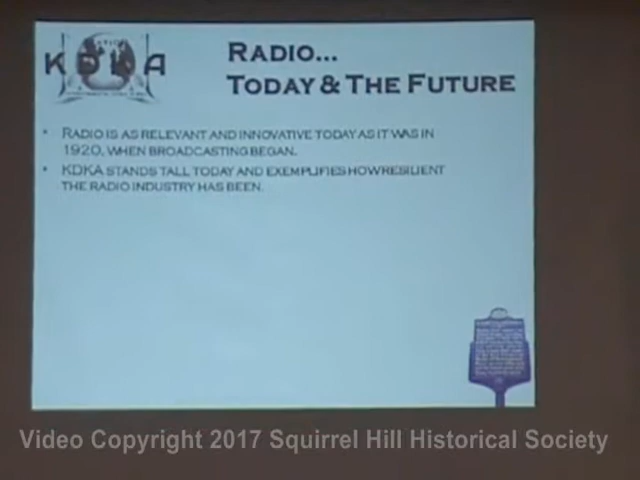 KDKA
RADIO...
TODAY & THE FUTURE
• RADIO IS AS RELEVANT AND INNOVATIVE TODAY AS IT WAS IN
1920, WHEN BROADCASTING BEGAN.
• KDKA STANDS TALL TODAY AND EXEMPLIFIES HOW RESILIENT
THE RADIO INDUSTRY HAS BEEN.
Video Copyright 2017 Squirrel Hill Historical Society